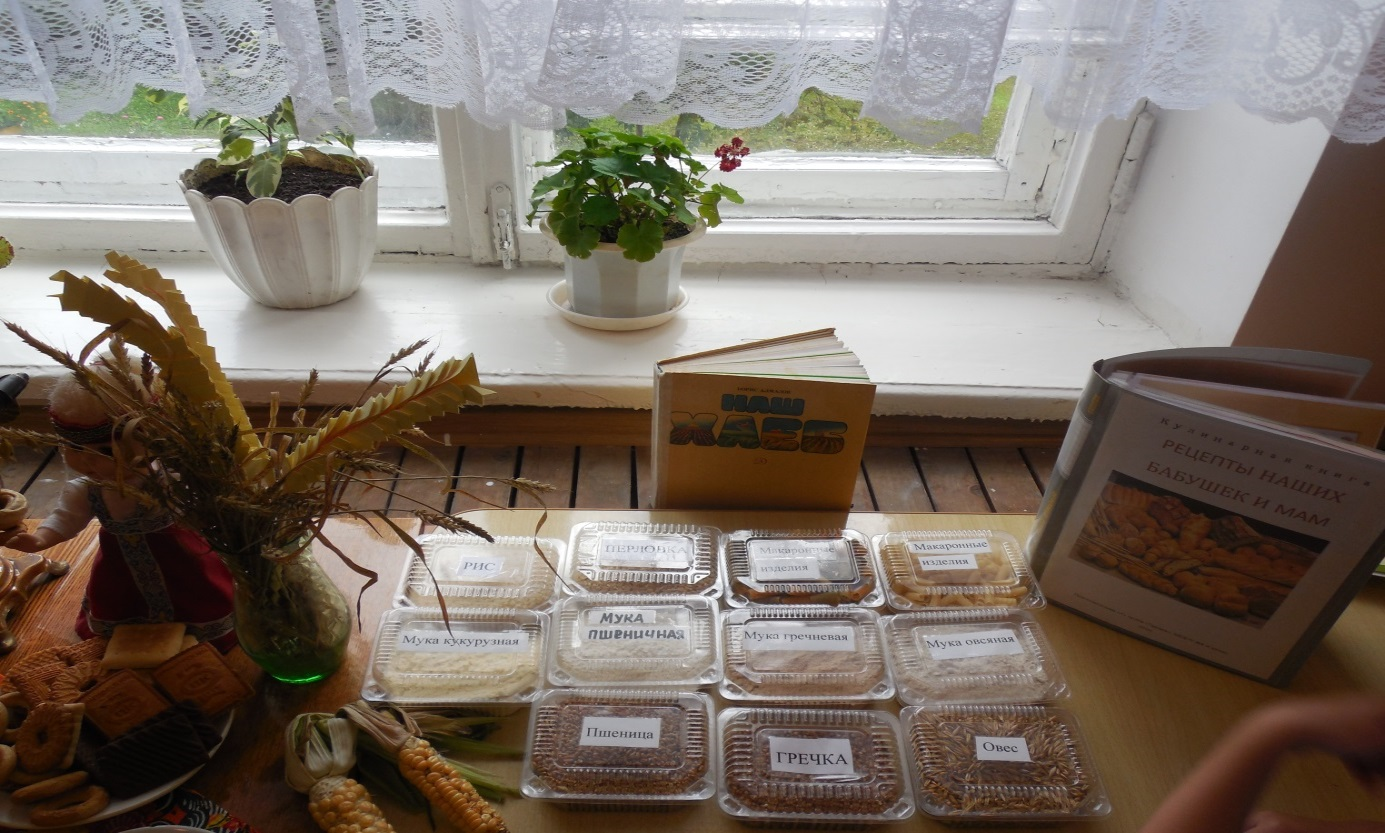 НАШ
ХЛЕБ
Кулинарная книга
РЕЦЕПТЫ НАШИХ
БАБУШЕК И МАМ
РИС
ПЕРЛОВКА
Макаронные
изделия
Макаронные
изделия
Мука кукурузная
МУКА
ПШЕНИЧНАЯ
Мука гречневая
Мука овсяная
Пшеница
ГРЕЧКА
Овес